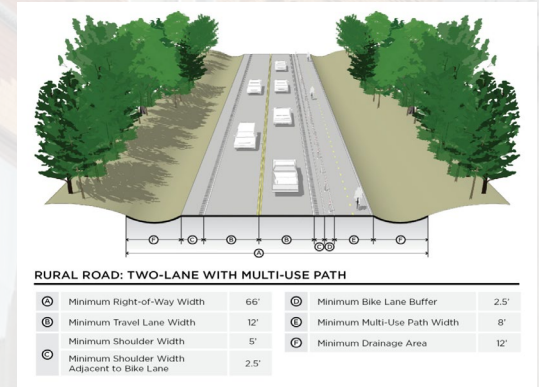 F C B B C D E F
A
RURAL ROAD: TWO-LANE WITH MULTI-USE PATH
A Minimum Right-of-Way Width 66'
B Minimum Travel Lane Width 12'
C Minimum Shoulder Width 5'
Minimum Shoulder Width
Adjacent to Bike Lane 2.5'
D Minimum Bike Lane Buffer 2.5'
E Minimum Multi-Use Path Width 8'
F Minimum Drainage Area 12'